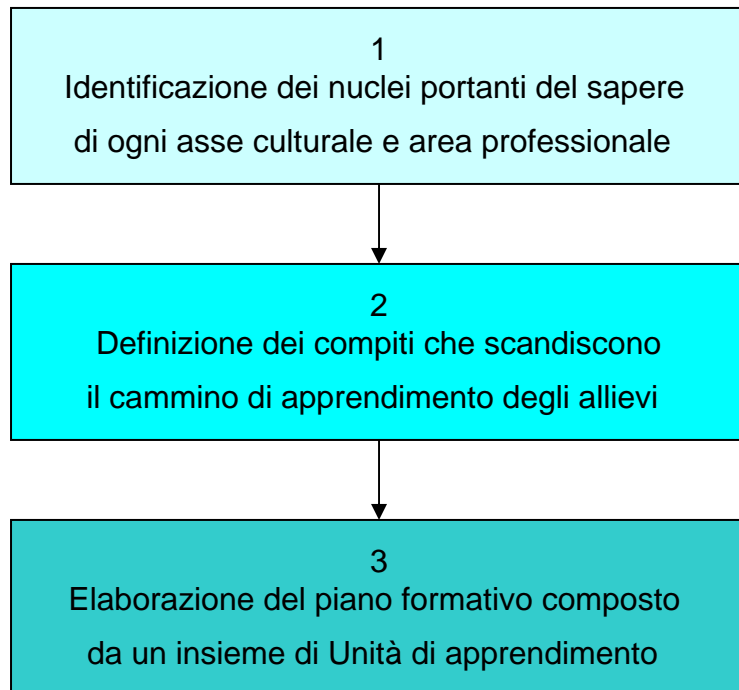 1
Identificazione dei nuclei portanti del sapere
di ogni asse culturale e area professionale
2
Definizione dei compiti che scandiscono
il cammino di apprendimento degli allievi
3
Elaborazione del piano formativo composto
da un insieme di Unità di apprendimento